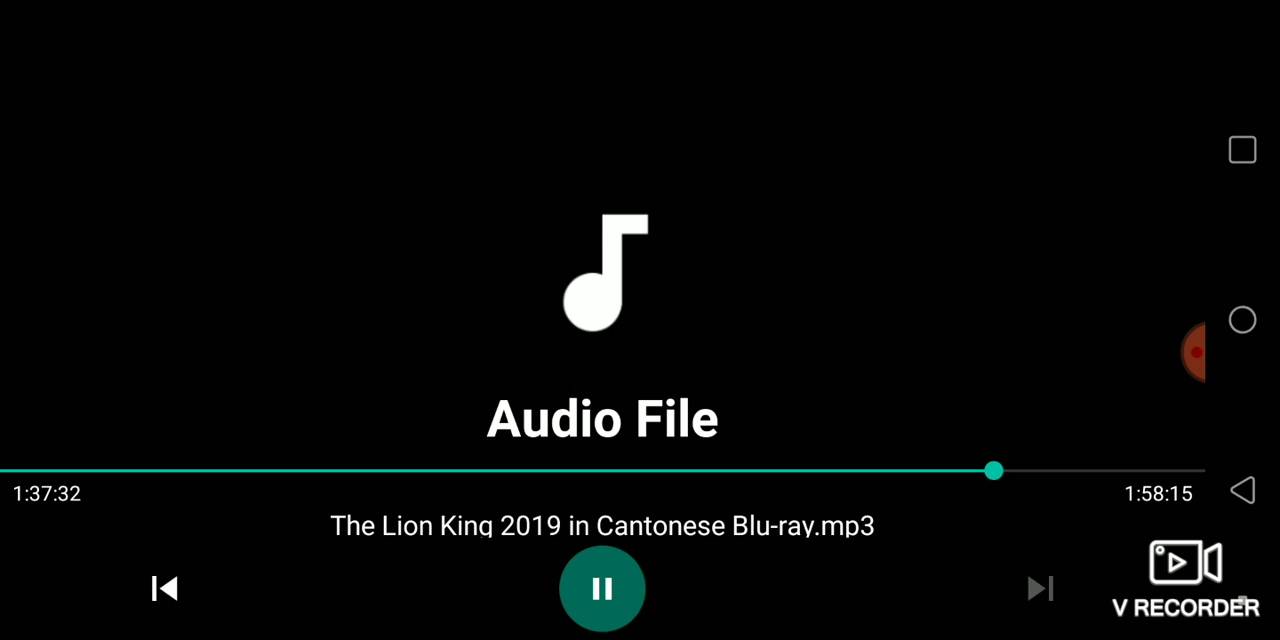 Audio File
1:37:32
1:58:15
The Lion King 2019 in Cantonese Blu-ray.mp3
V RECORDER